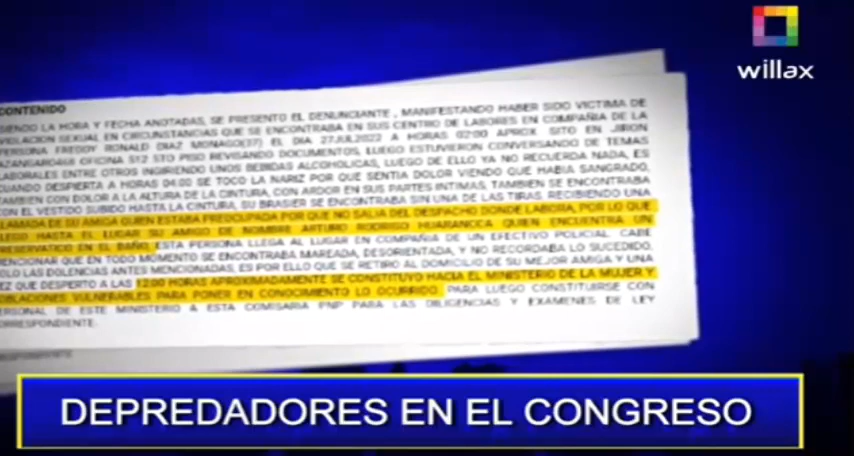 willax
CONTENIDO
SIENDO LA HORA Y FECHA ANOTADAS, SE PRESENTO EL DENUNCIANTE, MANIFESTANDO HABER SIDO VICTIMA DE
VIOLACION SEXUAL EN CIRCUNSTANCIAS QUE SE ENCONTRABA EN SUS CENTRO DE LABORES EN COMPAÑIA DE LA
PERSONA FREDDY RONALD DIAZ MONAGO(37) EL DIA 27JUL2022 A HORAS 02:00 APROX. SITO EN JIRON
OFICINA 512 5TO PISO REVISANDO DOCUMENTOS, LUEGO ESTUVIERON CONVERSANDO DE TEMAS
LABORALES ENTRE OTROS INGIRIENDO UNOS BEBIDAS ALCOHOLICAS, LUEGO DE ELLO YA NO RECUERDA NADA, ES
CUANDO DESPIERTA A HORAS 04:00 SE TOCO LA NARIZ POR QUE SENTIA DOLOR VIENDO QUE HABIA SANGRADO,
TAMBIEN CON DOLOR A LA ALTURA DE LA CINTURA, CON ARDOR EN SUS PARTES INTIMAS, TAMBIEN SE ENCONTRABA
CON EL VESTIDO SUBIDO HASTA LA CINTURA, SU BRASIER SE ENCONTRABA SIN UNA DE LAS TIRAS, RECIBIENDO UNA
LLAMADA DE SU AMIGA QUIEN ESTABA PREOCUPADA POR QUE NO SALIA DEL DESPACHO DONDE LABORA, POR LO QUE
LLEGO HASTA EL LUGAR SU AMIGO DE NOMBRE ARTURO RODRIGO HUARANCCA QUIEN ENCUENTRA UN
PRESERVATICO EN EL BAÑO, ESTA PERSONA LLEGA AL LUGAR EN COMPAÑIA DE UN EFECTIVO POLICIAL. CABE
MENCIONAR QUE EN TODO MOMENTO SE ENCONTRABA MAREADA, DESORIENTADA, Y NO RECORDABA LO SUCEDIDO,
SOLO LAS DOLENCIAS ANTES MENCIONADAS, ES POR ELLO QUE SE RETIRO AL DOMICILIO DE SU MEJOR AMIGA Y UNA
VEZ QUE DESPERTO A LAS 12:00 HORAS APROXIMADAMENTE SE CONSTITUYO HACIA EL MINISTERIO DE LA MUJER Y
POBLACIONES VULNERABLES PARA PONER EN CONOCIMIENTO LO OCURRIDO, PARA LUEGO CONSTITUIRSE CON
PERSONAL DE ESTE MINISTERIO A ESTA COMISARIA PNP PARA LAS DILIGENCIAS Y EXAMENES DE LEY
CORRESPONDIENTE.
DEPREDADORES EN EL CONGRESO